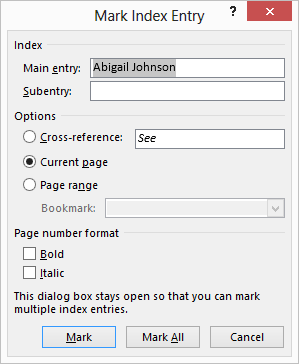 Mark Index Entry ? ×
Index
Main entry: Abigail Johnson
Subentry:
Options
Cross-reference: See
Current page
Page range
Bookmark:
Page number format
Bold
Italic
This dialog box stays open so that you can mark
multiple index entries.
Mark Mark All Cancel